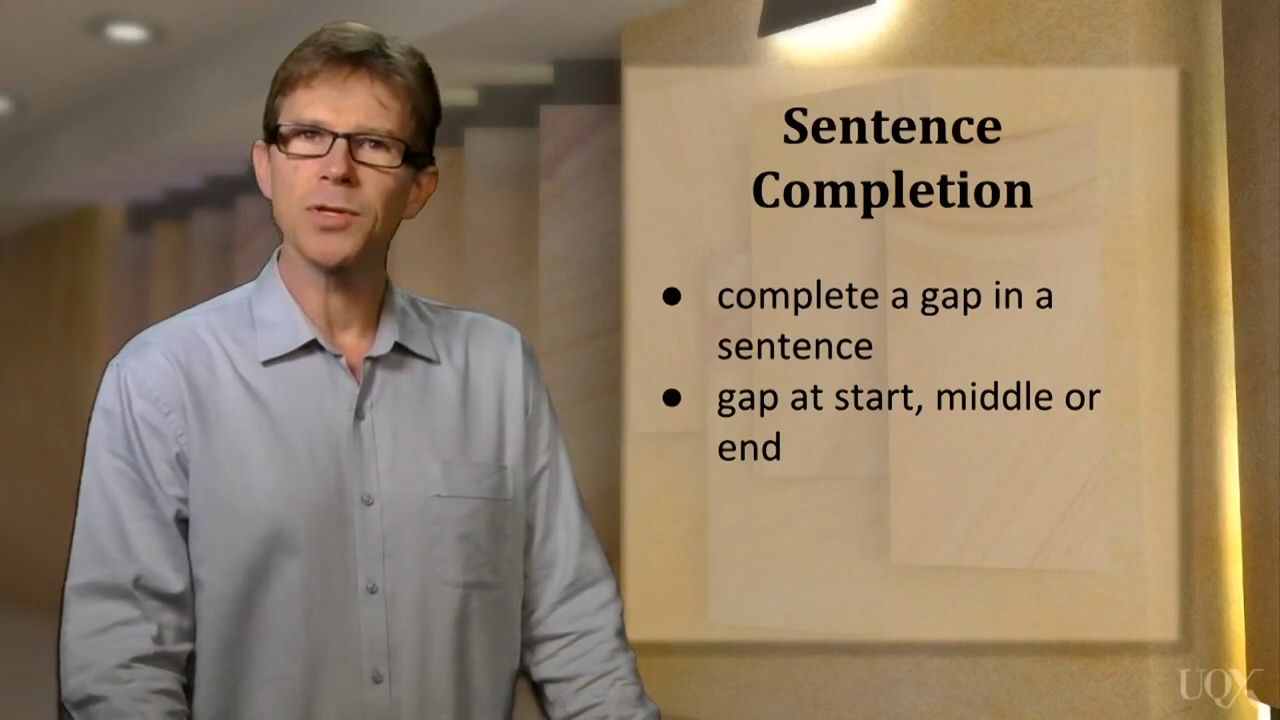 Sentence
Completion
● complete a gap in a
sentence
● gap at start, middle or
end
UQX